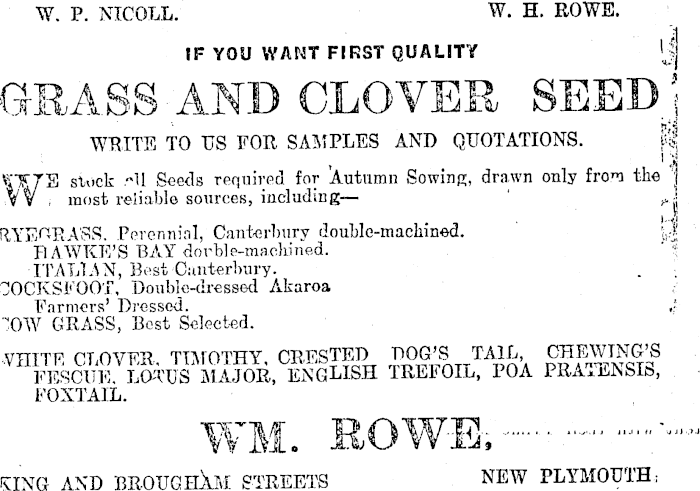 W. P. NICOLL. W. H. ROWE.
IF YOU WANT FIRST QUALITY
GRASS AND CLOVER SEED
WRITE TO US FOR SAMPLES AND QUOTATIONS.
WE stock all Seeds required for Autumn Sowing, drawn only from the
most reliable sources, including—
RYEGRASS. Perennial, Canterbury double-machined.
HAWKE'S BAY double-machined.
ITALIAN, Best Canterbury.
COCKSFOOT, Double-dressed Akaroa
Farmers' Dressed.
COW GRASS, Best Selected.
WHITE CLOVER, TIMOTHY, CRESTED DOG'S TAIL, CHEWING'S
FESCUE, LOTUS MAJOR, ENGLISH TREFOIL, POA PRATENSIS,
FOXTAIL.
WM. ROWE,
KING AND BROUGHAM STREETS NEW PLYMOUTH.